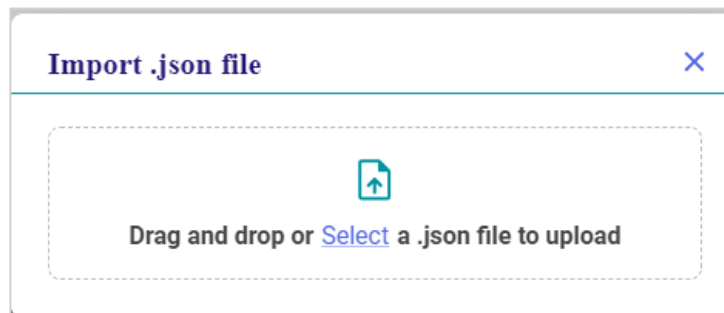 Import .json file
Drag and drop or Select a .json file to upload